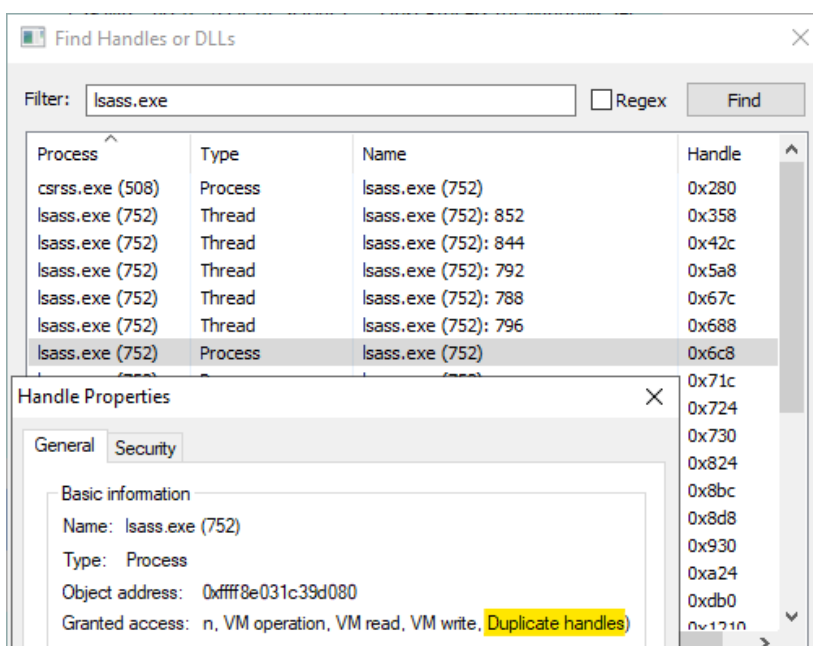 Find Handles or DLLs
Filter: lsass.exe Regex Find
Process Type Name Handle
csrss.exe (508) Process lsass.exe (752) 0x280
lsass.exe (752) Thread lsass.exe (752): 852 0x358
lsass.exe (752) Thread lsass.exe (752): 844 0x42c
lsass.exe (752) Thread lsass.exe (752): 792 0x5a8
lsass.exe (752) Thread lsass.exe (752): 788 0x67c
lsass.exe (752) Thread lsass.exe (752): 796 0x688
lsass.exe (752) Process lsass.exe (752) 0x6c8
0x71c
Handle Properties
0x724
General Security
0x730
0x824
Basic information
0x8bc
Name: lsass.exe (752)
0x8d8
0x930
Type: Process
0xa24
Object address: 0xffff8e031c39d080
0xdb0
Granted access: n, VM operation, VM read, VM write, Duplicate handles)
0x1210